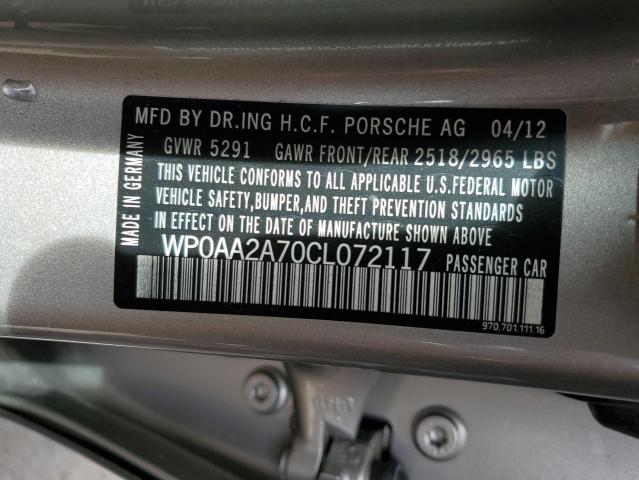 MFD BY DR.ING H.C.F. PORSCHE AG 04/12
GVWR 5291 GAWR FRONT/REAR 2518/2965 LBS
THIS VEHICLE CONFORMS TO ALL APPLICABLE U.S.FEDERAL MOTOR
VEHICLE SAFETY,BUMPER,AND THEFT PREVENTION STANDARDS
IN EFFECT ON THE DATE OF MANUFACTURE SHOWN ABOVE.
WP0AA2A70CL072117 PASSENGER CAR
970.701.111.16
MADE IN GERMANY